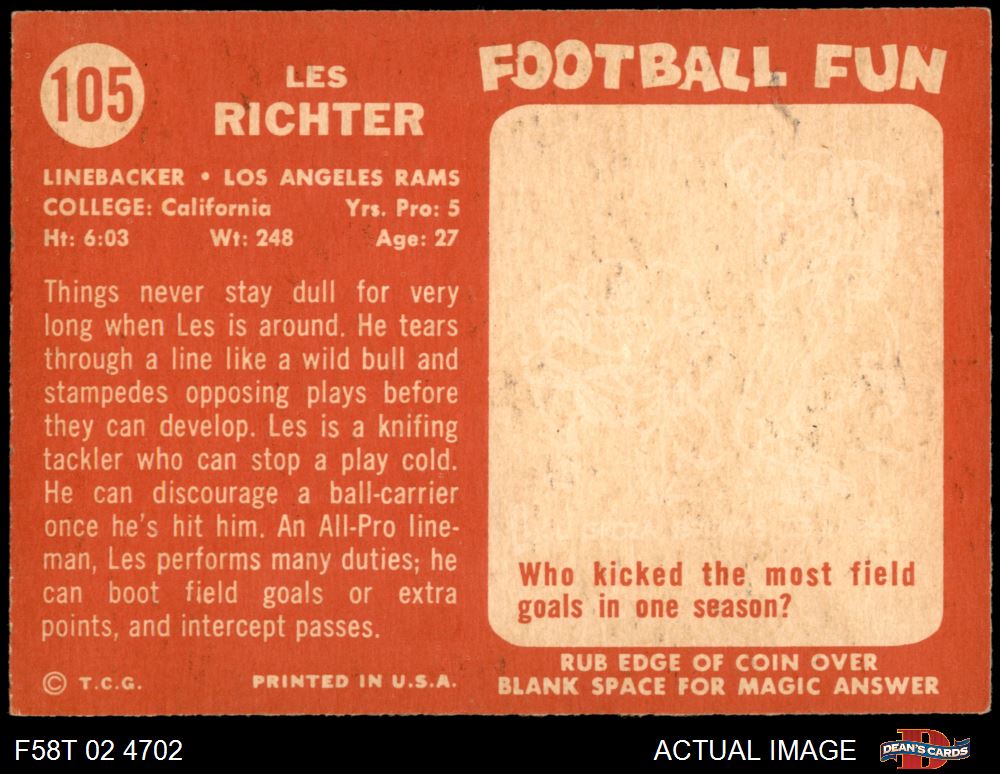 105
LES
RICHTER
LINEBACKER • LOS ANGELES RAMS
COLLEGE: California Yrs. Pro: 5
Ht: 6:03 Wt: 248 Age: 27
Things never stay dull for very
long when Les is around. He tears
through a line like a wild bull and
stampedes opposing plays before
they can develop. Les is a knifing
tackler who can stop a play cold.
He can discourage a ball-carrier
once he's hit him. An All-Pro line-
man, Les performs many duties; he
can boot field goals or extra
points, and intercept passes.
© T.C.G. PRINTED IN U.S.A.
FOOTBALL FUN
Who kicked the most field
goals in one season?
RUB EDGE OF COIN OVER
BLANK SPACE FOR MAGIC ANSWER
F58T 02 4702
ACTUAL IMAGE
DEAN'S CARDS